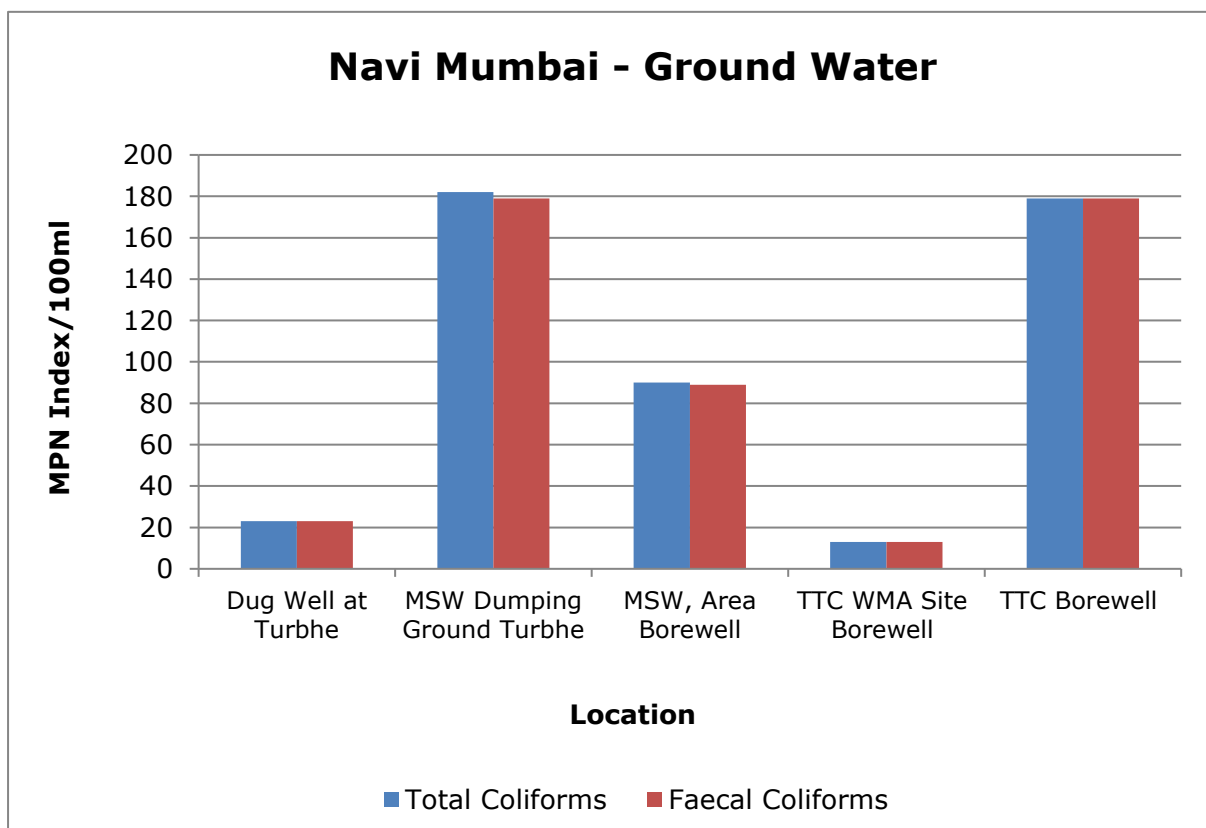 Navi Mumbai - Ground Water
MPN Index/100ml
200
180
160
140
120
100
80
60
40
20
0
Dug Well at
Turbhe
MSW Dumping
Ground Turbhe
MSW, Area
Borewell
TTC WMA Site
Borewell
TTC Borewell
Location
Total Coliforms
Faecal Coliforms